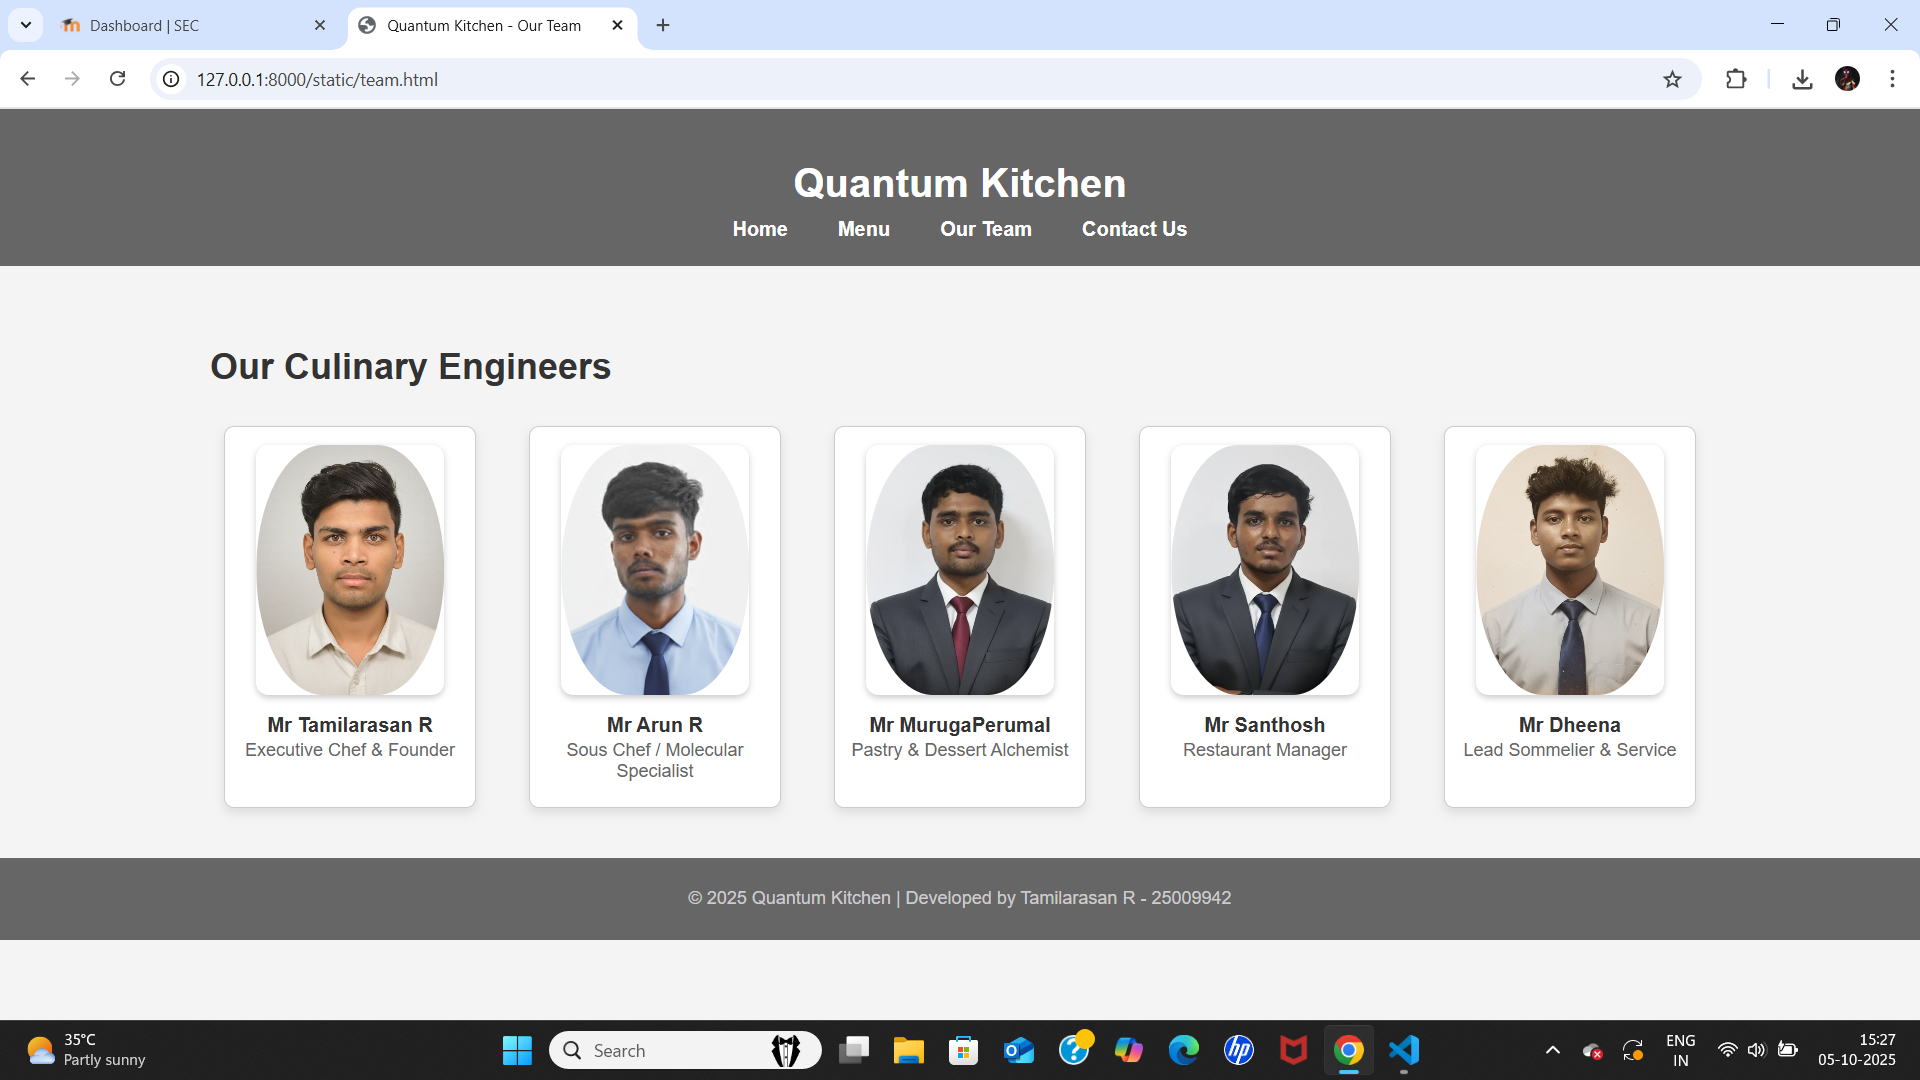 Dashboard | SEC
Quantum Kitchen - Our Team
127.0.0.1:8000/static/team.html
Quantum Kitchen
Home Menu Our Team Contact Us
Our Culinary Engineers
Mr Tamilarasan R
Executive Chef & Founder
Mr Arun R
Sous Chef / Molecular
Specialist
Mr MurugaPerumal
Pastry & Dessert Alchemist
Mr Santhosh
Restaurant Manager
Mr Dheena
Lead Sommelier & Service
© 2025 Quantum Kitchen | Developed by Tamilarasan R - 25009942
35°C
Partly sunny
Search
hp
ENG
IN
15:27
05-10-2025